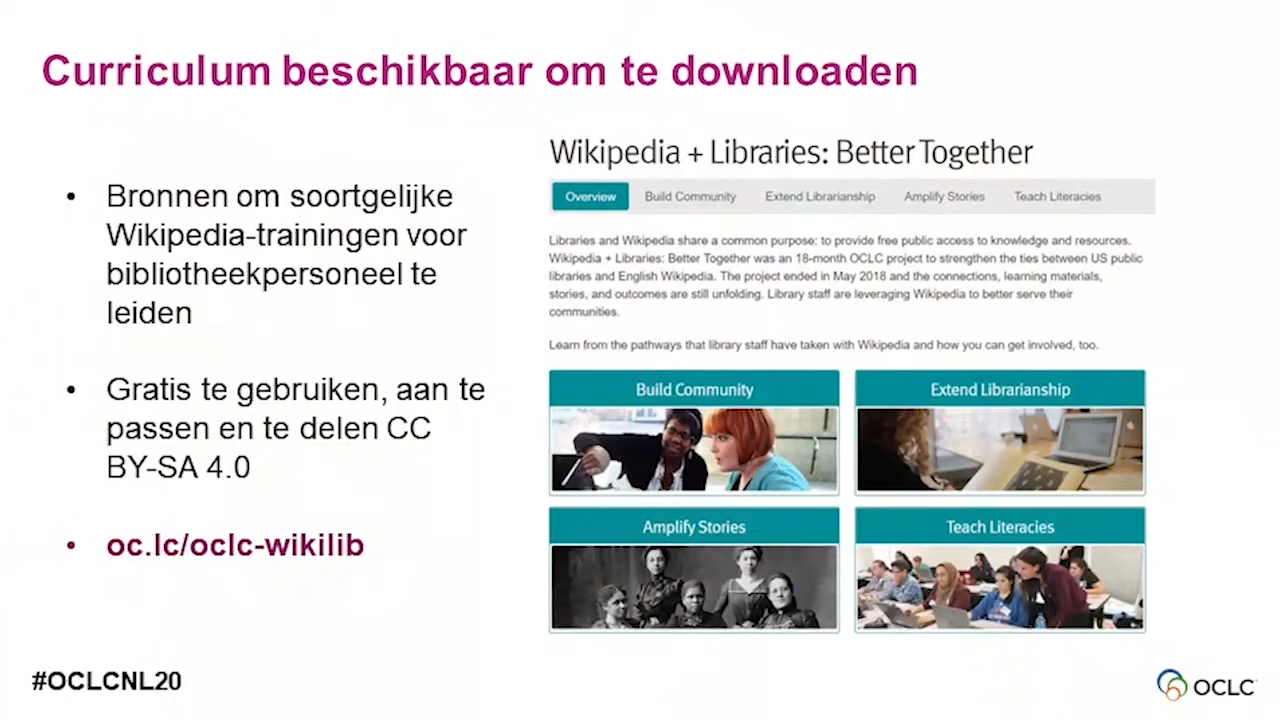 Curriculum beschikbaar om te downloaden
• Bronnen om soortgelijke
Wikipedia-trainingen voor
bibliotheekpersoneel te
leiden
• Gratis te gebruiken, aan te
passen en te delen CC
BY-SA 4.0
• oc.lc/oclc-wikilib
Wikipedia + Libraries: Better Together
Overview Build Community Extend Librarianship Amplify Stories Teach Literacies
Libraries and Wikipedia share a common purpose: to provide free public access to knowledge and resources.
Wikipedia + Libraries: Better Together was an 18-month OCLC project to strengthen the ties between US public
libraries and English Wikipedia. The project ended in May 2018 and the connections, learning materials,
stories, and outcomes are still unfolding. Library staff are leveraging Wikipedia to better serve their
communities.
Learn from the pathways that library staff have taken with Wikipedia and how you can get involved, too.
Build Community Extend Librarianship
Amplify Stories Teach Literacies
#OCLCNL20
OCLC